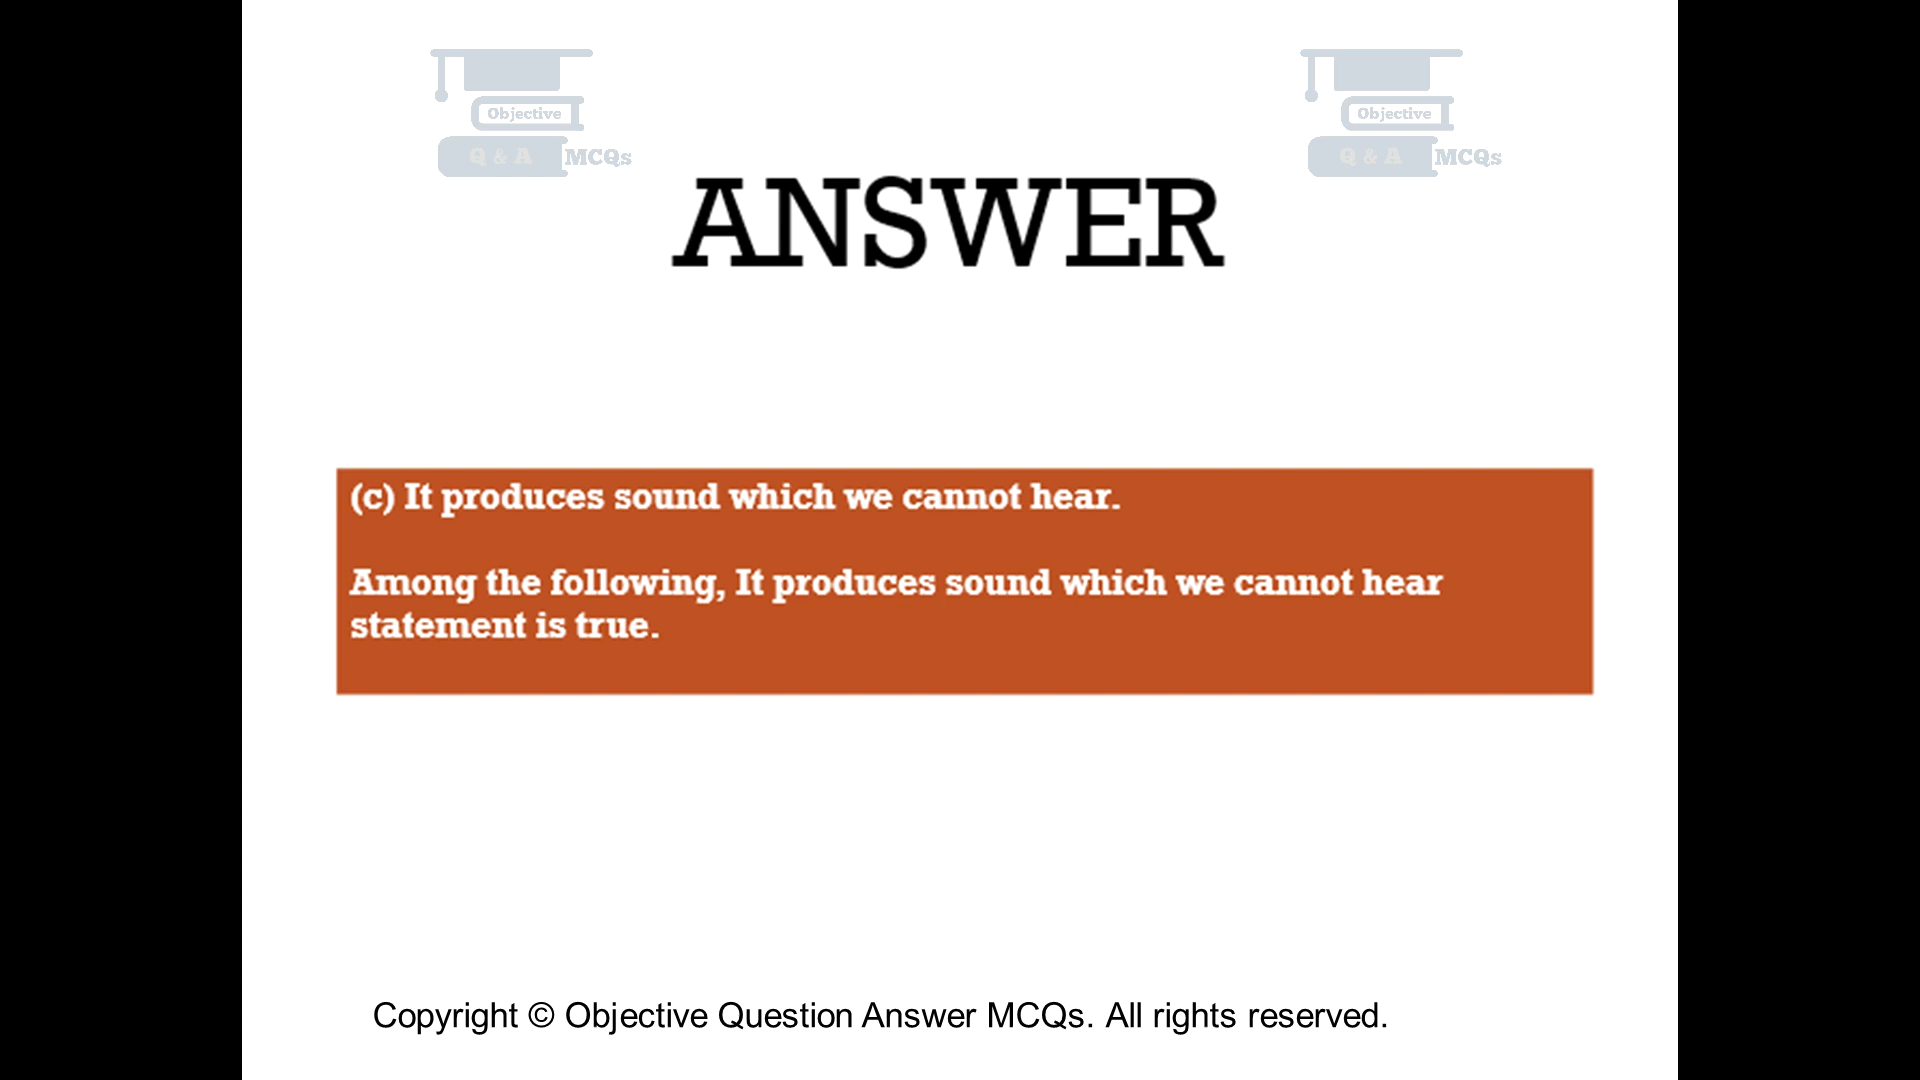 Objective
Q & A MCQs
Objective
Q & A MCQs
ANSWER
(c) It produces sound which we cannot hear.
Among the following, It produces sound which we cannot hear
statement is true.
Copyright © Objective Question Answer MCQs. All rights reserved.